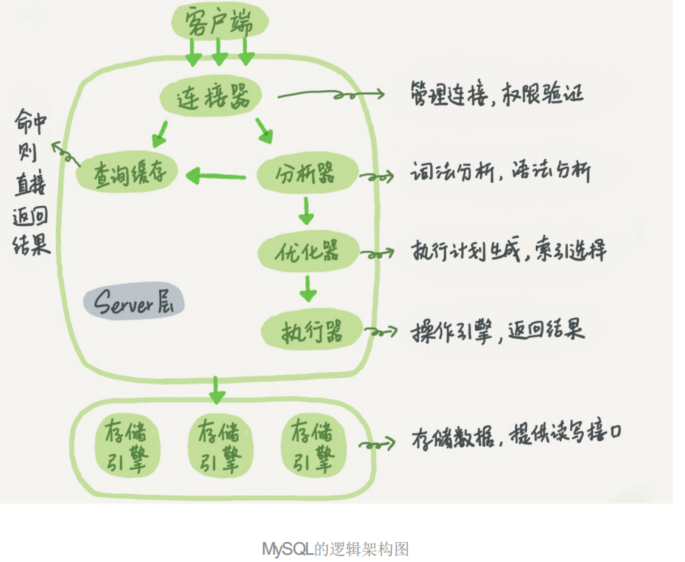 客户端
连接器
管理连接，权限验证
命中
则
直接
返回
结果
查询缓存
分析器
词法分析，语法分析
优化器
执行计划生成，索引选择
Server层
执行器
操作引擎，返回结果
存储
引擎
存储
引擎
存储
引擎
存储数据，提供读写接口
MySQL的逻辑架构图